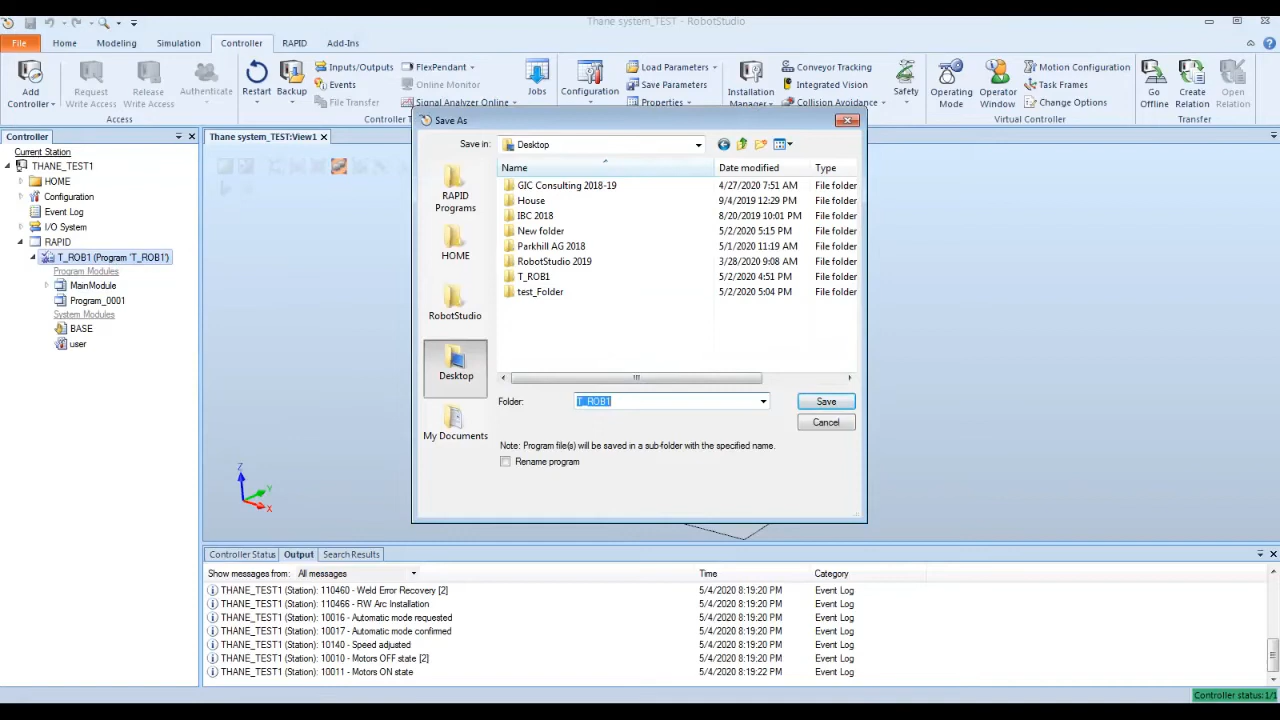 Thane system_TEST - RobotStudio
File Home Modeling Simulation Controller RAPID Add-Ins
Add Controller
Request Write Access
Release Write Access
Authenticate
Access
Restart
Backup
Inputs/Outputs
Events
File Transfer
FlexPendant
Online Monitor
Signal Analyzer Online
Jobs
Configuration
Load Parameters
Save Parameters
Properties
Installation Manager
Conveyor Tracking
Integrated Vision
Collision Avoidance
Safety
Operating Mode
Operator Window
Motion Configuration
Task Frames
Change Options
Virtual Controller
Go Offline
Create Relation
Open Relation
Transfer
Controller
Current Station
THANE_TEST1
HOME
Configuration
Event Log
I/O System
RAPID
T_ROB1 (Program 'T_ROB1')
Program Modules
MainModule
Program_0001
System Modules
BASE
user
Thane system_TEST:View1
Save As
Save in: Desktop
Name Date modified Type
GIC Consulting 2018-19 4/27/2020 7:51 AM File folder
House 9/4/2019 12:29 PM File folder
IBC 2018 8/20/2019 10:01 PM File folder
New folder 5/2/2020 5:15 PM File folder
Parkhill AG 2018 5/1/2020 11:19 AM File folder
RobotStudio 2019 3/28/2020 9:08 AM File folder
T_ROB1 5/2/2020 4:51 PM File folder
test_Folder 5/2/2020 5:04 PM File folder
RAPID Programs
HOME
RobotStudio
Desktop
My Documents
Folder: T_ROB1
Save
Cancel
Note: Program file(s) will be saved in a sub-folder with the specified name.
Rename program
Z
Y
X
Controller Status Output Search Results
Show messages from: All messages Time Category
THANE_TEST1 (Station): 110460 - Weld Error Recovery [2] 5/4/2020 8:19:20 PM Event Log
THANE_TEST1 (Station): 110466 - RW Arc Installation 5/4/2020 8:19:20 PM Event Log
THANE_TEST1 (Station): 10016 - Automatic mode requested 5/4/2020 8:19:20 PM Event Log
THANE_TEST1 (Station): 10017 - Automatic mode confirmed 5/4/2020 8:19:20 PM Event Log
THANE_TEST1 (Station): 10140 - Speed adjusted 5/4/2020 8:19:20 PM Event Log
THANE_TEST1 (Station): 10010 - Motors OFF state [2] 5/4/2020 8:19:20 PM Event Log
THANE_TEST1 (Station): 10011 - Motors ON state 5/4/2020 8:19:22 PM Event Log
Controller status:1/1